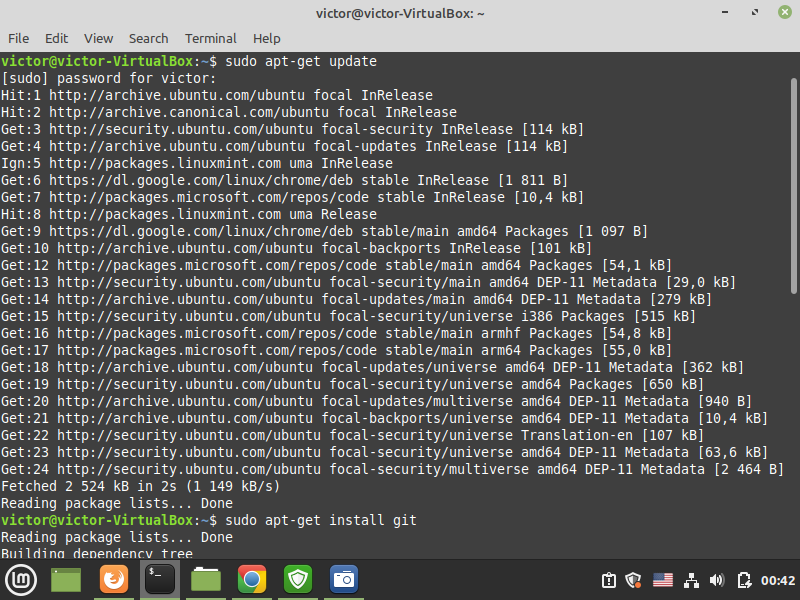 victor@victor-VirtualBox: ~
File Edit View Search Terminal Help
victor@victor-VirtualBox:~$ sudo apt-get update
[sudo] password for victor:
Hit:1 http://archive.ubuntu.com/ubuntu focal InRelease
Hit:2 http://archive.canonical.com/ubuntu focal InRelease
Get:3 http://security.ubuntu.com/ubuntu focal-security InRelease [114 kB]
Get:4 http://archive.ubuntu.com/ubuntu focal-updates InRelease [114 kB]
Ign:5 http://packages.linuxmint.com uma InRelease
Get:6 https://dl.google.com/linux/chrome/deb stable InRelease [1 811 B]
Get:7 http://packages.microsoft.com/repos/code stable InRelease [10,4 kB]
Hit:8 http://packages.linuxmint.com uma Release
Get:9 https://dl.google.com/linux/chrome/deb stable/main amd64 Packages [1 097 B]
Get:10 http://archive.ubuntu.com/ubuntu focal-backports InRelease [101 kB]
Get:12 http://packages.microsoft.com/repos/code stable/main amd64 Packages [54,1 kB]
Get:13 http://security.ubuntu.com/ubuntu focal-security/main amd64 DEP-11 Metadata [29,0 kB]
Get:14 http://archive.ubuntu.com/ubuntu focal-updates/main amd64 DEP-11 Metadata [279 kB]
Get:15 http://security.ubuntu.com/ubuntu focal-security/universe i386 Packages [515 kB]
Get:16 http://packages.microsoft.com/repos/code stable/main armhf Packages [54,8 kB]
Get:17 http://packages.microsoft.com/repos/code stable/main arm64 Packages [55,0 kB]
Get:18 http://archive.ubuntu.com/ubuntu focal-updates/universe amd64 DEP-11 Metadata [362 kB]
Get:19 http://security.ubuntu.com/ubuntu focal-security/universe amd64 Packages [650 kB]
Get:20 http://archive.ubuntu.com/ubuntu focal-updates/multiverse amd64 DEP-11 Metadata [940 B]
Get:21 http://archive.ubuntu.com/ubuntu focal-backports/universe amd64 DEP-11 Metadata [10,4 kB]
Get:22 http://security.ubuntu.com/ubuntu focal-security/universe Translation-en [107 kB]
Get:23 http://security.ubuntu.com/ubuntu focal-security/universe amd64 DEP-11 Metadata [63,6 kB]
Get:24 http://security.ubuntu.com/ubuntu focal-security/multiverse amd64 DEP-11 Metadata [2 464 B]
Fetched 2 524 kB in 2s (1 149 kB/s)
Reading package lists... Done
victor@victor-VirtualBox:~$ sudo apt-get install git
Reading package lists... Done
Building dependency tree
$_
00:42